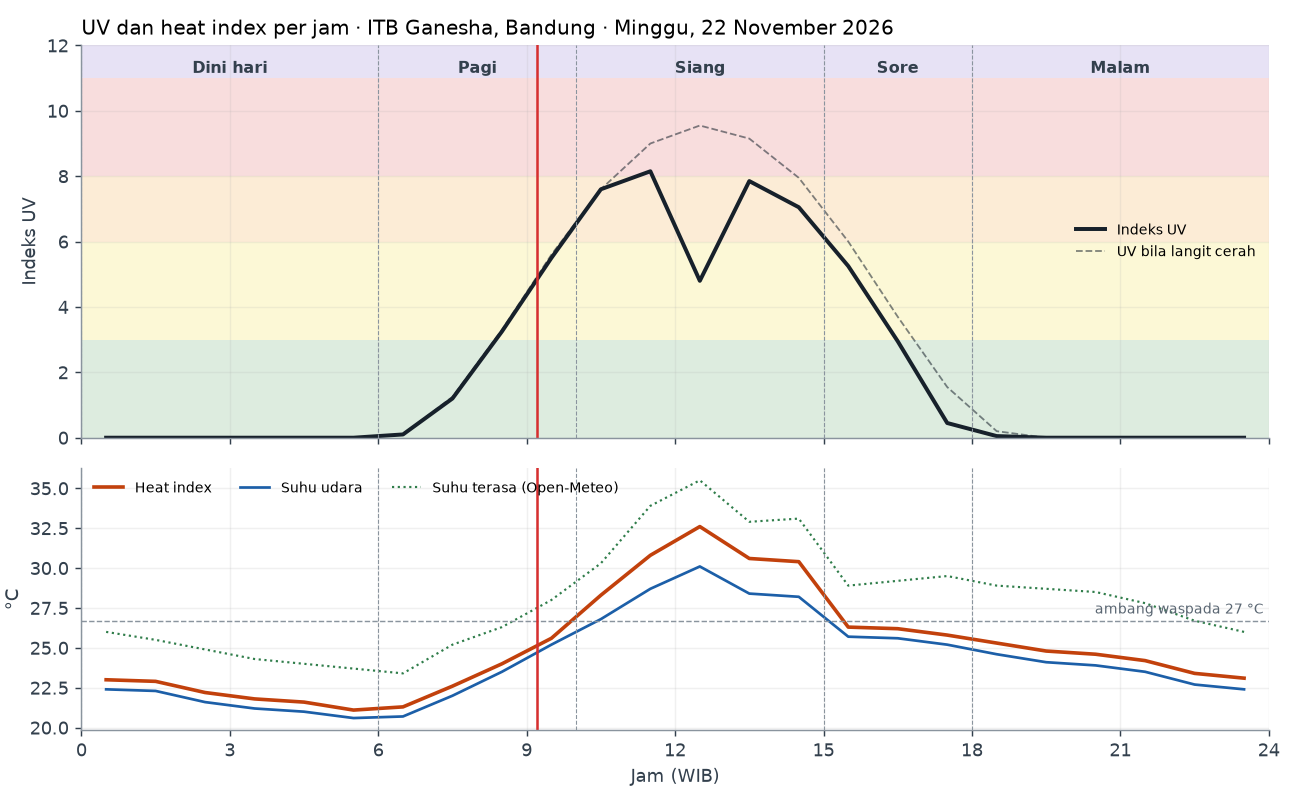 UV dan heat index per jam · ITB Ganesha, Bandung · Minggu, 22 November 2026
12
10
8
6
4
2
0
Indeks UV
Dini hari
Pagi
Siang
Sore
Malam
Indeks UV
UV bila langit cerah
35.0
32.5
30.0
27.5
25.0
22.5
20.0
°C
Heat index
Suhu udara
Suhu terasa (Open-Meteo)
ambang waspada 27 °C
0
3
6
9
12
15
18
21
24
Jam (WIB)